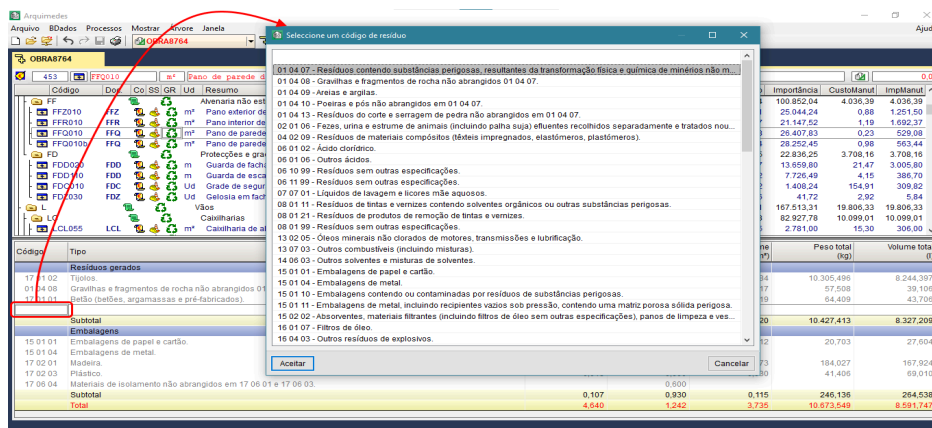 Arquimedes
Arquivo BDados Processos Mostrar Árvore Janela Ajud
OBRA8764
OBRA8764
453 FFQ010 m² Pano de parede d 0,0
Código Doc. Co SS GR Ud Resumo Importância CustoManut ImpManut
FF Alvenaria não est 100.852,04 4.036,39 4.036,39
FFZ010 FFZ m² Pano exterior de 25.044,24 0,88 1.251,50
FFR010 FFR m² Pano interior de 21.147,52 1,19 1.692,37
FFQ010 FFQ m² Pano de parede 26.407,83 0,23 529,08
FFQ010b FFQ m² Pano de parede 28.252,45 0,98 563,44
FD Protecções e gra 22.836,25 3.708,16 3.708,16
FDD020 FDD m Guarda de fach 13.659,80 21,47 3.005,80
FDD FDD m Guarda de esca 7.726,49 4,15 386,70
FDC010 FDC Ud Grade de segur 1.408,24 154,91 309,82
FDZ030 FDZ Ud Gelosia em fach 41,72 2,92 5,84
L Vãos 167.513,31 19.806,33 19.806,33
LC Caixilharias 82.927,78 10.099,01 10.099,01
LCL055 LCL m² Caixilharia de al 2.781,00 15,30 306,00
Seleccione um código de resíduo
01 04 07 - Resíduos contendo substâncias perigosas, resultantes da transformação física e química de minérios não m...
01 04 08 - Gravilhas e fragmentos de rocha não abrangidos em 01 04 07.
01 04 09 - Areias e argilas.
01 04 10 - Poeiras e pós não abrangidos em 01 04 07.
01 04 13 - Resíduos do corte e serragem de pedra não abrangidos em 01 04 07.
02 01 06 - Fezes, urina e estrume de animais (incluindo palha suja) efluentes recolhidos separadamente e tratados nou...
04 02 09 - Resíduos de materiais compósitos (têxteis impregnados, elastómeros, plastómeros).
06 01 02 - Ácido clorídrico.
06 01 06 - Outros ácidos.
06 10 99 - Resíduos sem outras especificações.
06 11 99 - Resíduos sem outras especificações.
07 07 01 - Líquidos de lavagem e licores mãe aquosos.
08 01 11 - Resíduos de tintas e vernizes contendo solventes orgânicos ou outras substâncias perigosas.
08 01 21 - Resíduos de produtos de remoção de tintas e vernizes.
08 01 99 - Resíduos sem outras especificações.
13 02 05 - Óleos minerais não clorados de motores, transmissões e lubrificação.
13 07 03 - Outros combustíveis (incluindo misturas).
14 06 03 - Outros solventes e misturas de solventes.
15 01 01 - Embalagens de papel e cartão.
15 01 04 - Embalagens de metal.
15 01 10 - Embalagens contendo ou contaminadas por resíduos de substâncias perigosas.
15 01 11 - Embalagens de metal, incluindo recipientes vazios sob pressão, contendo uma matriz porosa sólida perigosa.
15 02 02 - Absorventes, materiais filtrantes (incluindo filtros de óleo sem outras especificações), panos de limpeza e ves...
16 01 07 - Filtros de óleo.
16 04 03 - Outros resíduos de explosivos.
Aceitar Cancelar
Código Tipo Peso total Volume tota
(kg) (l)
Resíduos gerados
17 01 02 Tijolos. 10.305,496 8.244,397
01 04 08 Gravilhas e fragmentos de rocha não abrangidos 01 57,508 39,106
17 01 01 Betão (betões, argamassas e pré-fabricados). 64,409 43,706
Subtotal 10.427,413 8.327,209
Embalagens
15 01 01 Embalagens de papel e cartão. 20,703 27,604
15 01 04 Embalagens de metal.
17 02 01 Madeira. 184,027 167,924
17 02 03 Plástico. 41,406 69,010
17 06 04 Materiais de isolamento não abrangidos em 17 06 01 e 17 06 03. 0,600
Subtotal 0,107 0,930 0,115 246,136 264,538
Total 4,640 1,242 3,735 10.673,549 8.591,747